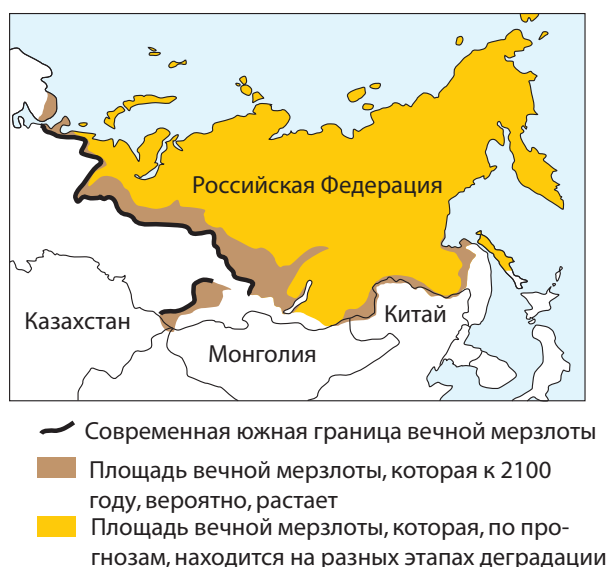 Российская Федерация
Казахстан
Китай
Монголия
Современная южная граница вечной мерзлоты
Площадь вечной мерзлоты, которая к 2100
году, вероятно, растает
Площадь вечной мерзлоты, которая, по про-
гнозам, находится на разных этапах деградации